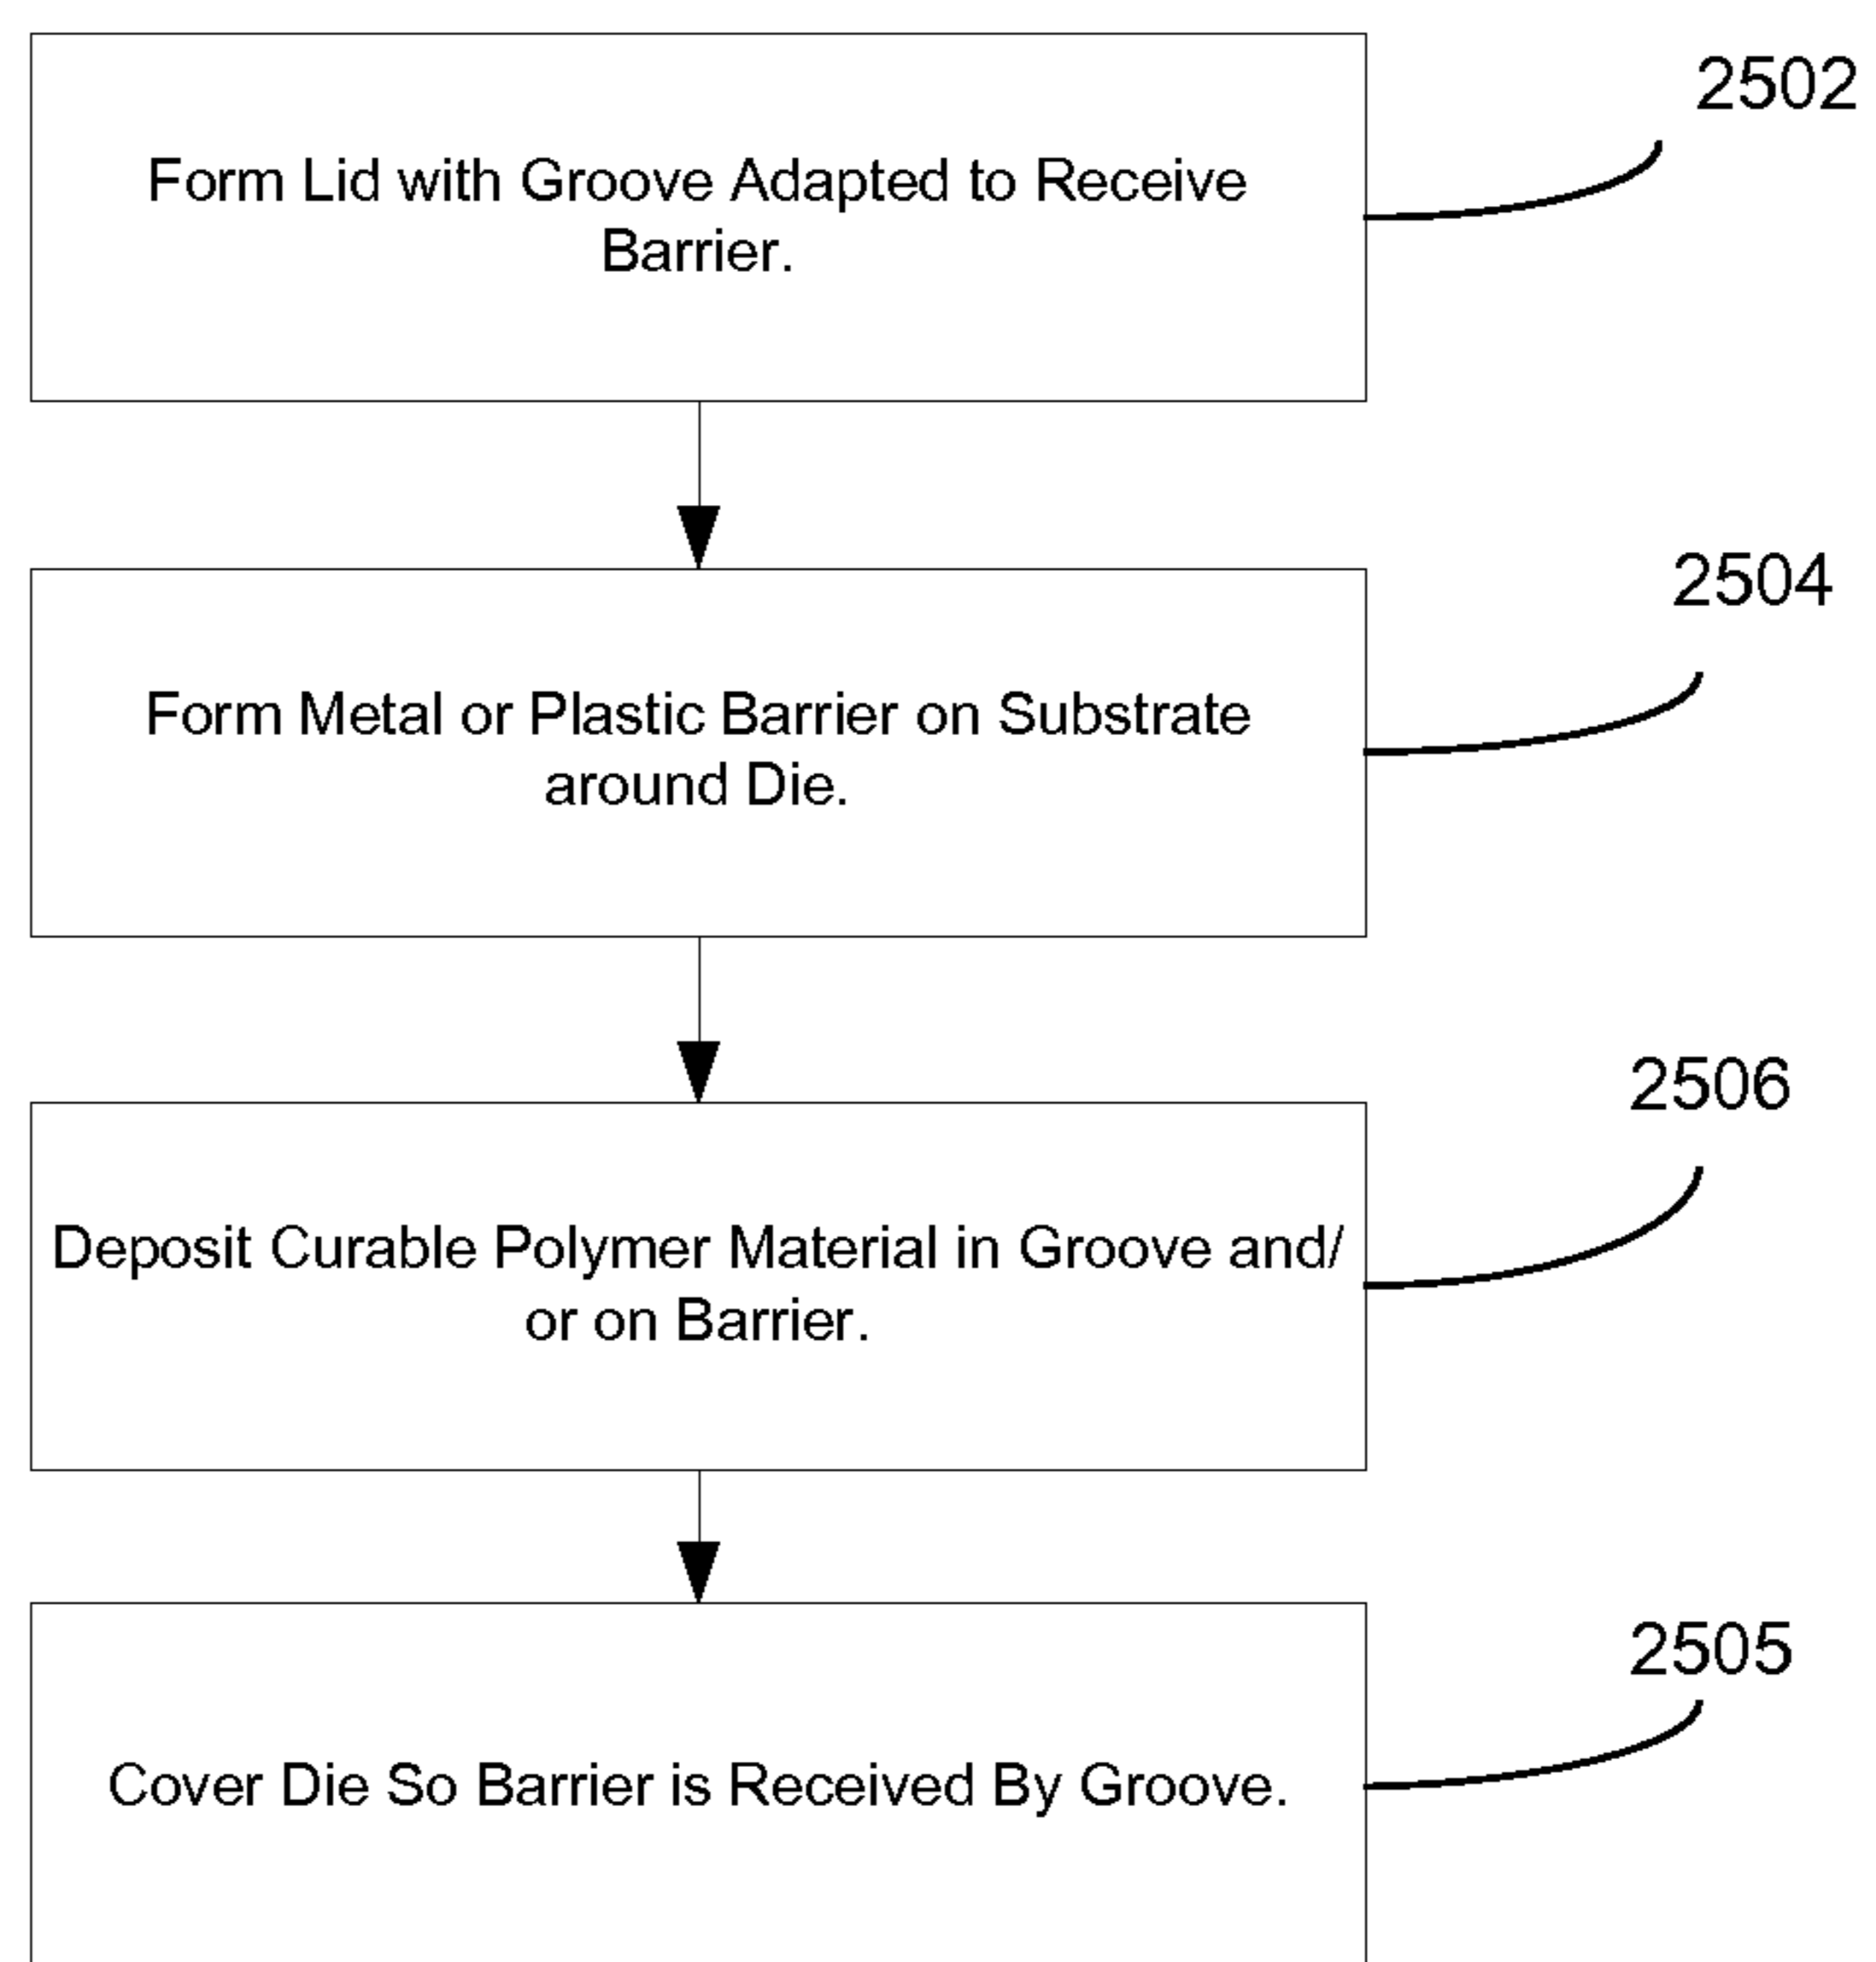 2502
Form Lid with Groove Adapted to Receive
Barrier.
2504
Form Metal or Plastic Barrier on Substrate
around Die.
2506
Deposit Curable Polymer Material in Groove and/
or on Barrier.
2505
Cover Die So Barrier is Received By Groove.